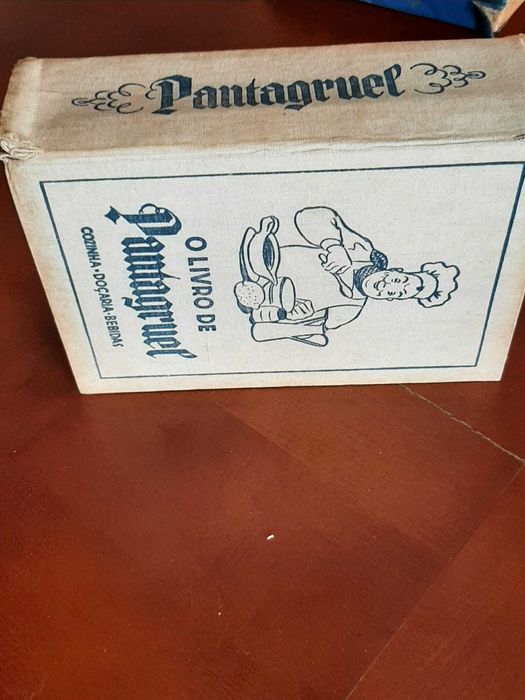 Pantagruel
O LIVRO DE
Pantagruel
COZINHA • DOÇARIA • BEBIDAS